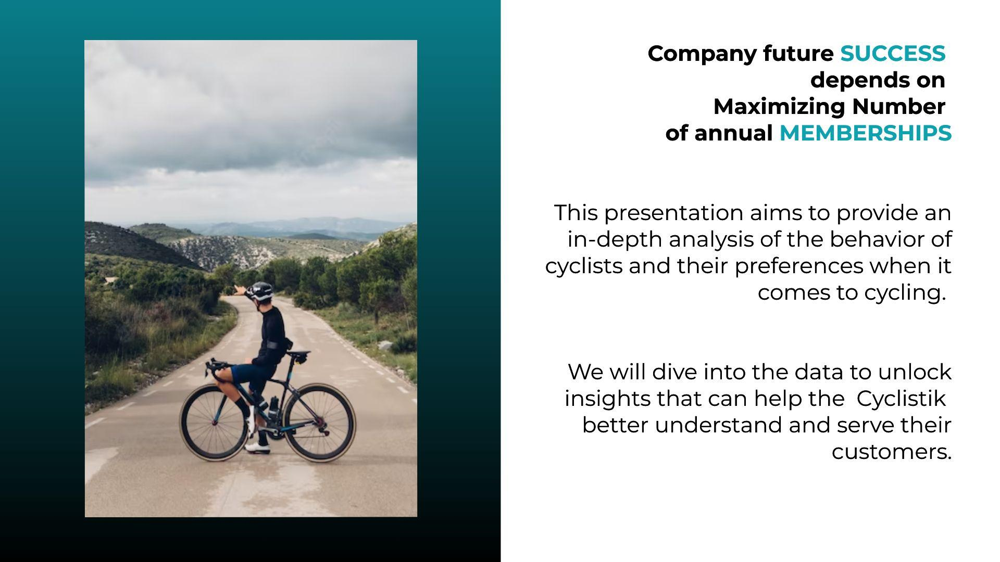 Company future SUCCESS
depends on
Maximizing Number
of annual MEMBERSHIPS
This presentation aims to provide an
in-depth analysis of the behavior of
cyclists and their preferences when it
comes to cycling.
We will dive into the data to unlock
insights that can help the  Cyclistik
better understand and serve their
customers.